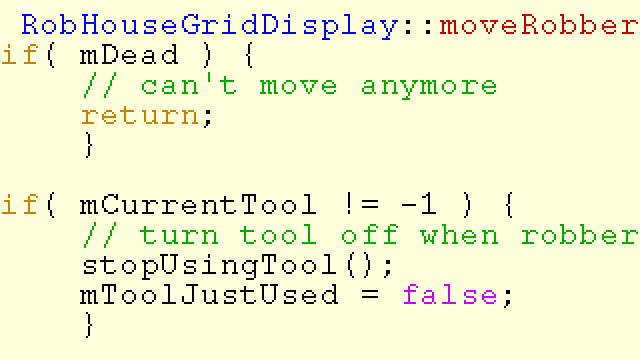 RobHouseGridDisplay::moveRobber
if( mDead ) {
// can't move anymore
return;
}
if( mCurrentTool != -1 ) {
// turn tool off when robber
stopUsingTool();
mToolJustUsed = false;
}